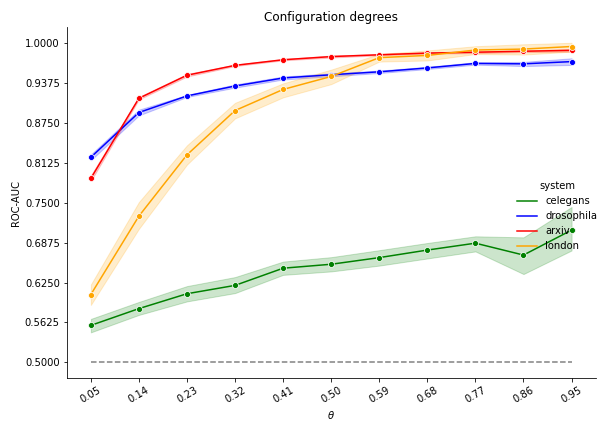 Configuration degrees
ROC-AUC
1.0000
0.9375
0.8750
0.8125
0.7500
0.6875
0.6250
0.5625
0.5000
system
celegans
drosophila
arxiv
london
0.05 0.14 0.23 0.32 0.41 0.50 0.59 0.68 0.77 0.86 0.95
θ